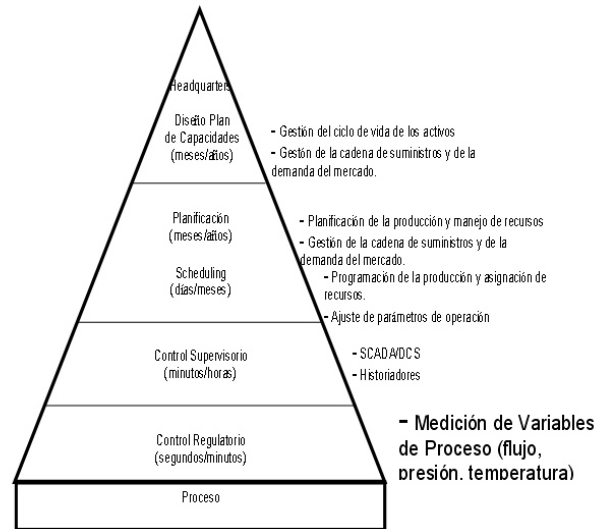 Headquarters
Diseño Plan
de Capacidades
(meses/años)
- Gestión del ciclo de vida de los activos
- Gestión de la cadena de suministros y de la
demanda del mercado.
Planificación
(meses/años)
- Planificación de la producción y manejo de recursos
- Gestión de la cadena de suministros y de la
demanda del mercado.
Scheduling
(días/meses)
- Programación de la producción y asignación de
recursos.
- Ajuste de parámetros de operación
Control Supervisorio
(minutos/horas)
- SCADA/DCS
- Historiadores
Control Regulatorio
(segundos/minutos)
- Medición de Variables
de Proceso (flujo,
presión, temperatura)
Proceso